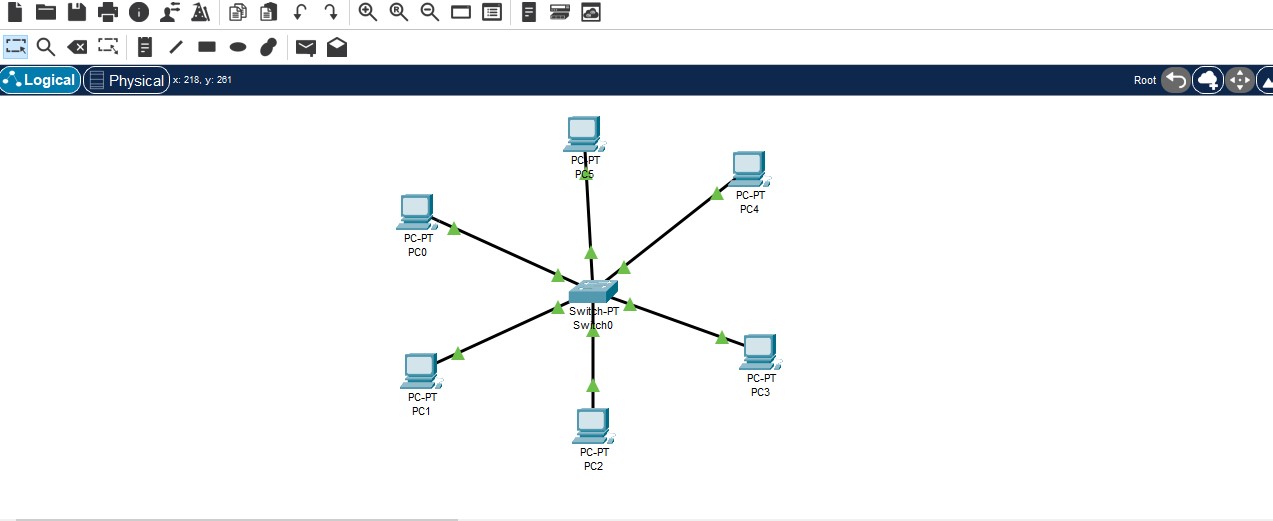 Logical
Physical
x: 218, y: 261
Root
PC-PT
PC5
PC-PT
PC4
PC-PT
PC0
Switch-PT
Switch0
PC-PT
PC3
PC-PT
PC1
PC-PT
PC2